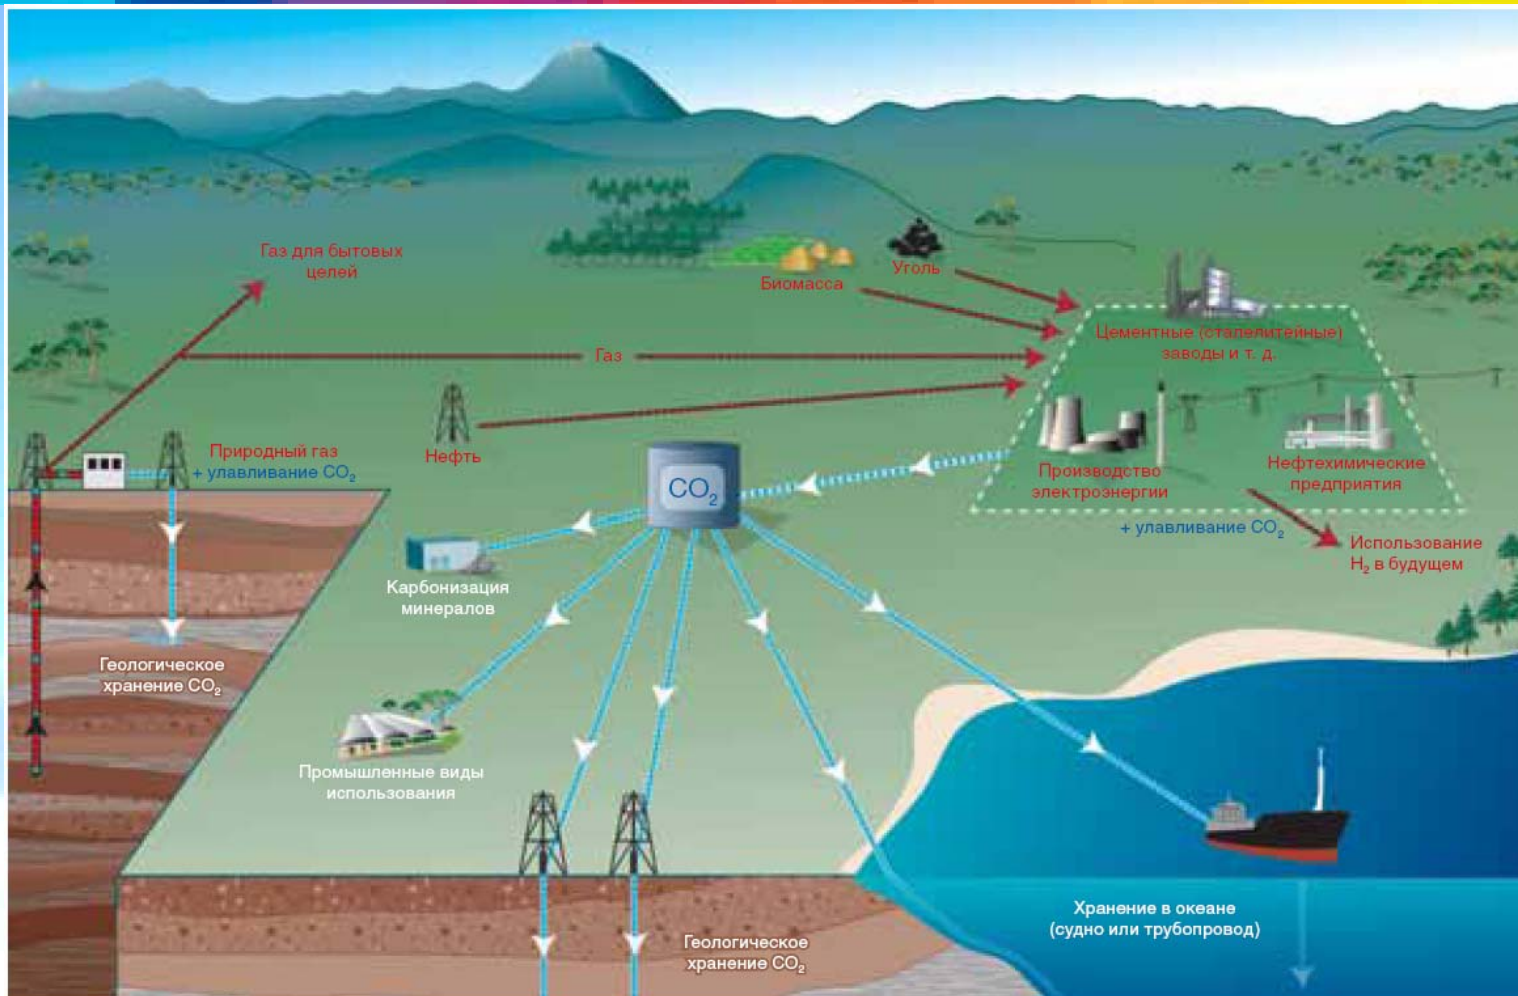 Газ для бытовых
целей
Уголь
Биомасса
Цементные (сталелитейные)
заводы и т. д.
Газ
Природный газ
+ улавливание CO₂
Нефть
CO₂
Производство
электроэнергии
Нефтехимические
предприятия
+ улавливание CO₂
Использование
H₂ в будущем
Карбонизация
минералов
Геологическое
хранение CO₂
Промышленные виды
использования
Хранение в океане
(судно или трубопровод)
Геологическое
хранение CO₂